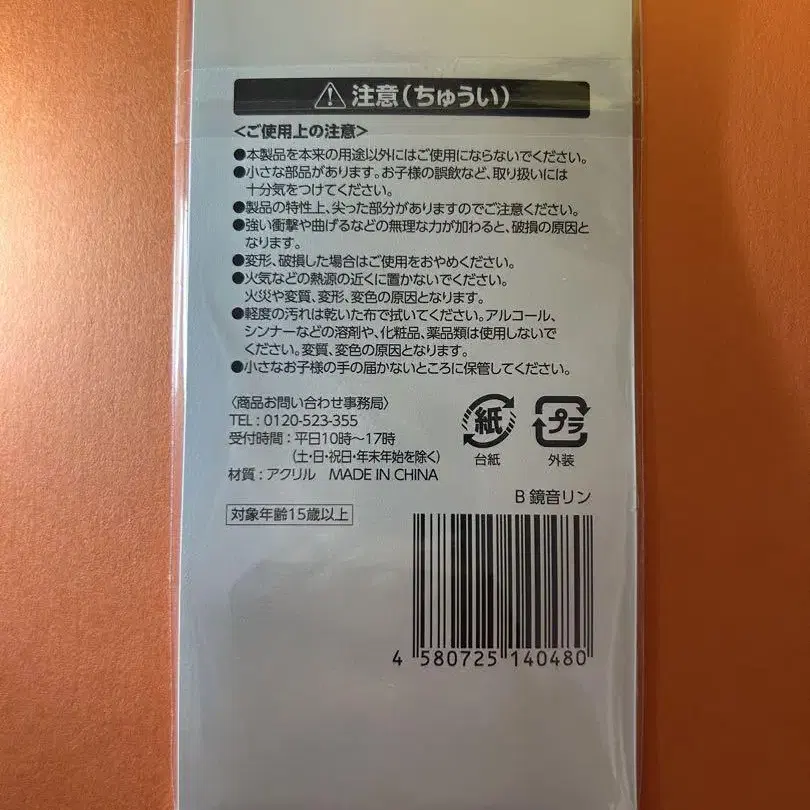 注意(ちゅうい)
<ご使用上の注意>
●本製品を本来の用途以外にはご使用にならないでください。
●小さな部品があります。お子様の誤飲など、取り扱いには
十分気をつけてください。
●製品の特性上、尖った部分がありますのでご注意ください。
●強い衝撃や曲げるなどの無理な力が加わると、破損の原因と
なります。
●変形、破損した場合はご使用をおやめください。
●火気などの熱源の近くに置かないでください。
火災や変質、変形、変色の原因となります。
●軽度の汚れは乾いた布で拭いてください。アルコール、
シンナーなどの溶剤や、化粧品、薬品類は使用しないで
ください。変質、変色の原因となります。
●小さなお子様の手の届かないところに保管してください。
〈商品お問い合わせ事務局〉
TEL:0120-523-355
受付時間:平日10時〜17時
(土・日・祝日・年末年始を除く)
材質:アクリル MADE IN CHINA
紙
台紙
プラ
外装
B 鏡音リン
対象年齢15歳以上
4 580725 140480